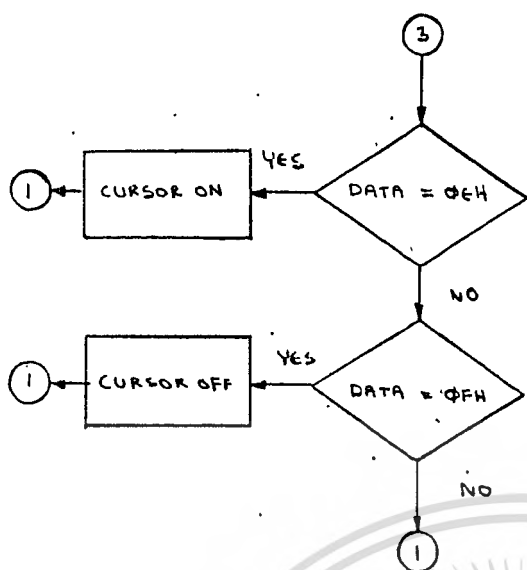 3
YES
DATA = ØEH
CURSOR ON
1
NO
YES
DATA = ØFH
CURSOR OFF
1
NO
1